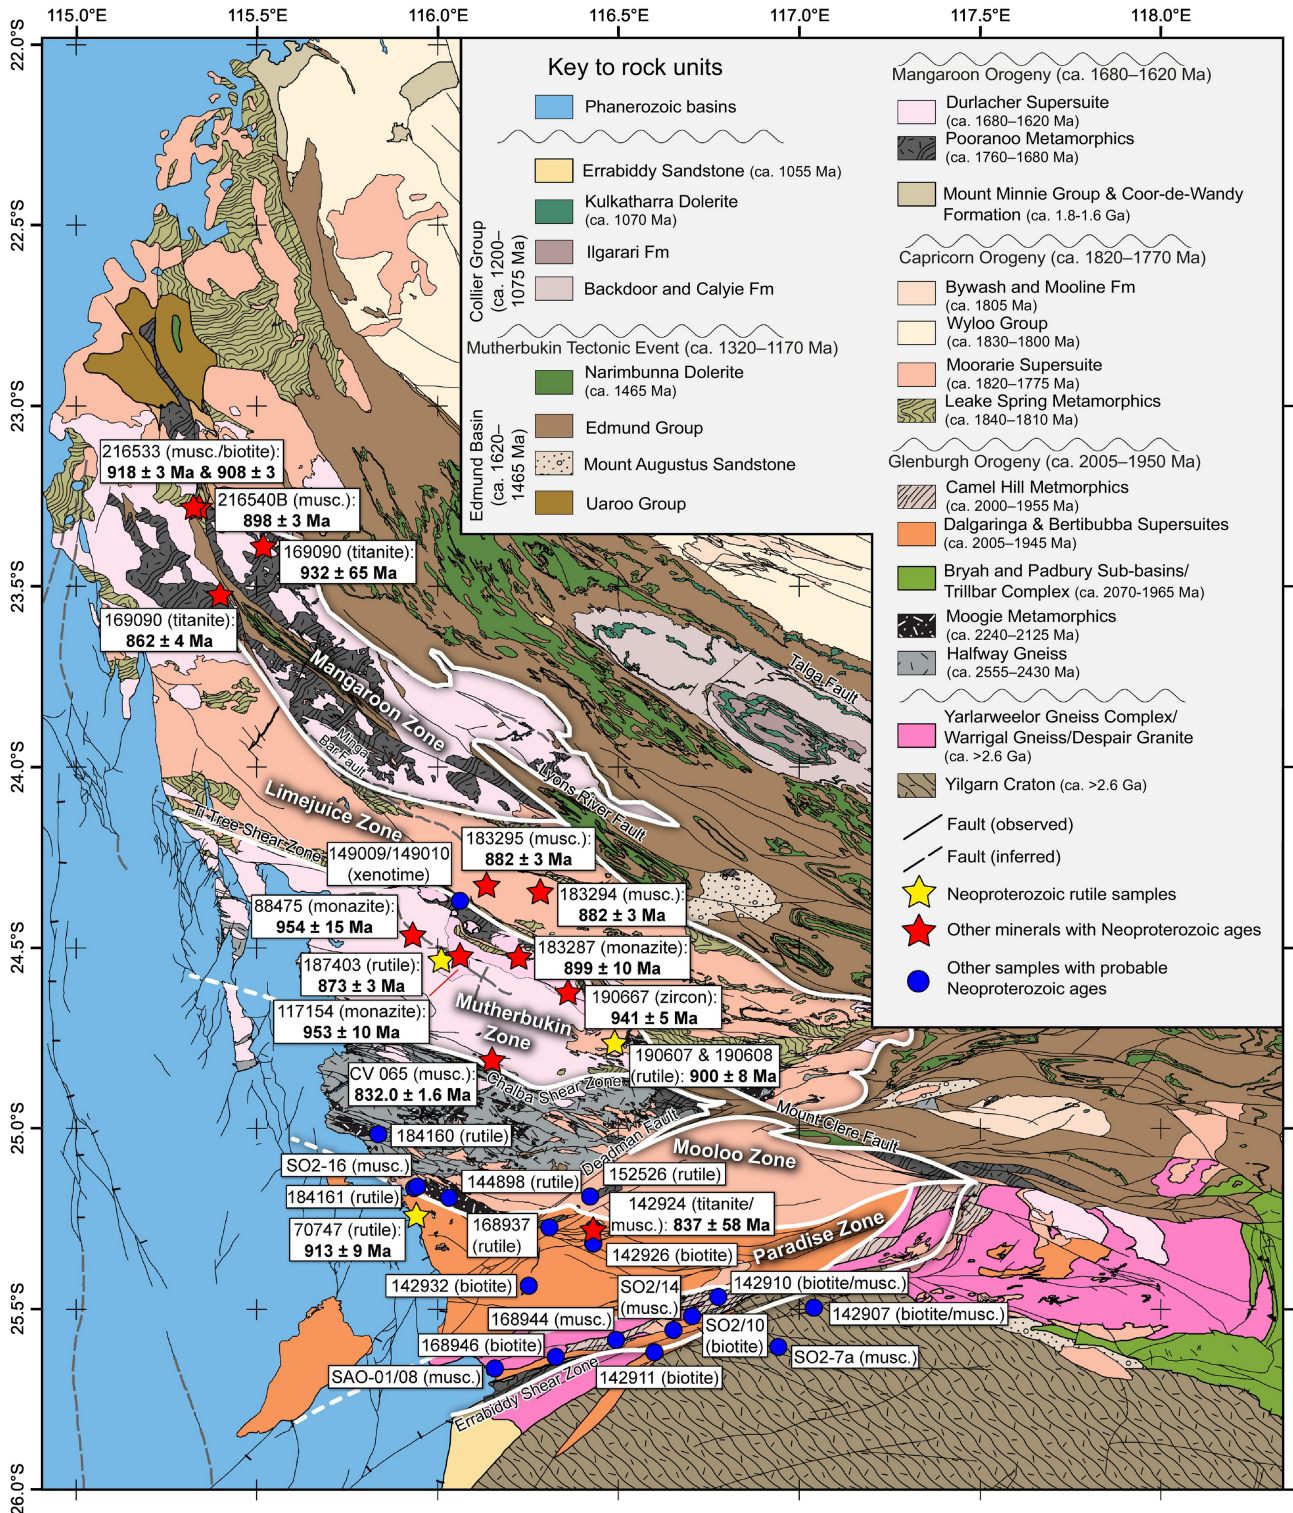 115.0°E 115.5°E 116.0°E 116.5°E 117.0°E 117.5°E 118.0°E
22.0°S
22.5°S
23.0°S
23.5°S
24.0°S
24.5°S
25.0°S
25.5°S
26.0°S
Key to rock units
Phanerozoic basins
Errabiddy Sandstone (ca. 1055 Ma)
Kulkatharra Dolerite
(ca. 1070 Ma)
Ilgarari Fm
Backdoor and Calyie Fm
Collier Group
(ca. 1200–
1075 Ma)
Mutherbukin Tectonic Event (ca. 1320–1170 Ma)
Narimbunna Dolerite
(ca. 1465 Ma)
Edmund Group
Mount Augustus Sandstone
Uaroo Group
Edmund Basin
(ca. 1620–
1465 Ma)
Mangaroon Orogeny (ca. 1680–1620 Ma)
Durlacher Supersuite
(ca. 1680–1620 Ma)
Pooranoo Metamorphics
(ca. 1760–1680 Ma)
Mount Minnie Group & Coor-de-Wandy
Formation (ca. 1.8-1.6 Ga)
Capricorn Orogeny (ca. 1820–1770 Ma)
Bywash and Mooline Fm
(ca. 1805 Ma)
Wyloo Group
(ca. 1830–1800 Ma)
Moorarie Supersuite
(ca. 1820–1775 Ma)
Leake Spring Metamorphics
(ca. 1840–1810 Ma)
Glenburgh Orogeny (ca. 2005–1950 Ma)
Camel Hill Metmorphics
(ca. 2000–1955 Ma)
Dalgaringa & Bertibubba Supersuites
(ca. 2005–1945 Ma)
Bryah and Padbury Sub-basins/
Trillbar Complex (ca. 2070-1965 Ma)
Moogie Metamorphics
(ca. 2240–2125 Ma)
Halfway Gneiss
(ca. 2555–2430 Ma)
Yarlarweelor Gneiss Complex/
Warrigal Gneiss/Despair Granite
(ca. >2.6 Ga)
Yilgarn Craton (ca. >2.6 Ga)
Fault (observed)
Fault (inferred)
Neoproterozoic rutile samples
Other minerals with Neoproterozoic ages
Other samples with probable
Neoproterozoic ages
216533 (musc./biotite):
918 ± 3 Ma & 908 ± 3
216540B (musc.):
898 ± 3 Ma
169090 (titanite):
932 ± 65 Ma
169090 (titanite):
862 ± 4 Ma
Mangaroon Zone
Minga
Bar Fault
Talga Fault
Lyons River Fault
Limejuice Zone
Ti Tree Shear Zone
183295 (musc.):
882 ± 3 Ma
149009/149010
(xenotime)
183294 (musc.):
882 ± 3 Ma
88475 (monazite):
954 ± 15 Ma
183287 (monazite):
899 ± 10 Ma
187403 (rutile):
873 ± 3 Ma
190667 (zircon):
941 ± 5 Ma
117154 (monazite):
953 ± 10 Ma
Mutherbukin
Zone
190607 & 190608
(rutile): 900 ± 8 Ma
CV 065 (musc.):
832.0 ± 1.6 Ma
Chalba Shear Zone
Mount Clere Fault
Deadman Fault
184160 (rutile)
Mooloo Zone
SO2-16 (musc.)
144898 (rutile)
152526 (rutile)
184161 (rutile)
142924 (titanite/
musc.): 837 ± 58 Ma
168937
(rutile)
70747 (rutile):
913 ± 9 Ma
Paradise Zone
142926 (biotite)
142932 (biotite)
SO2/14
(musc.)
142910 (biotite/musc.)
142907 (biotite/musc.)
168944 (musc.)
SO2/10
(biotite)
168946 (biotite)
SO2-7a (musc.)
SAO-01/08 (musc.)
142911 (biotite)
Errabiddy Shear Zone